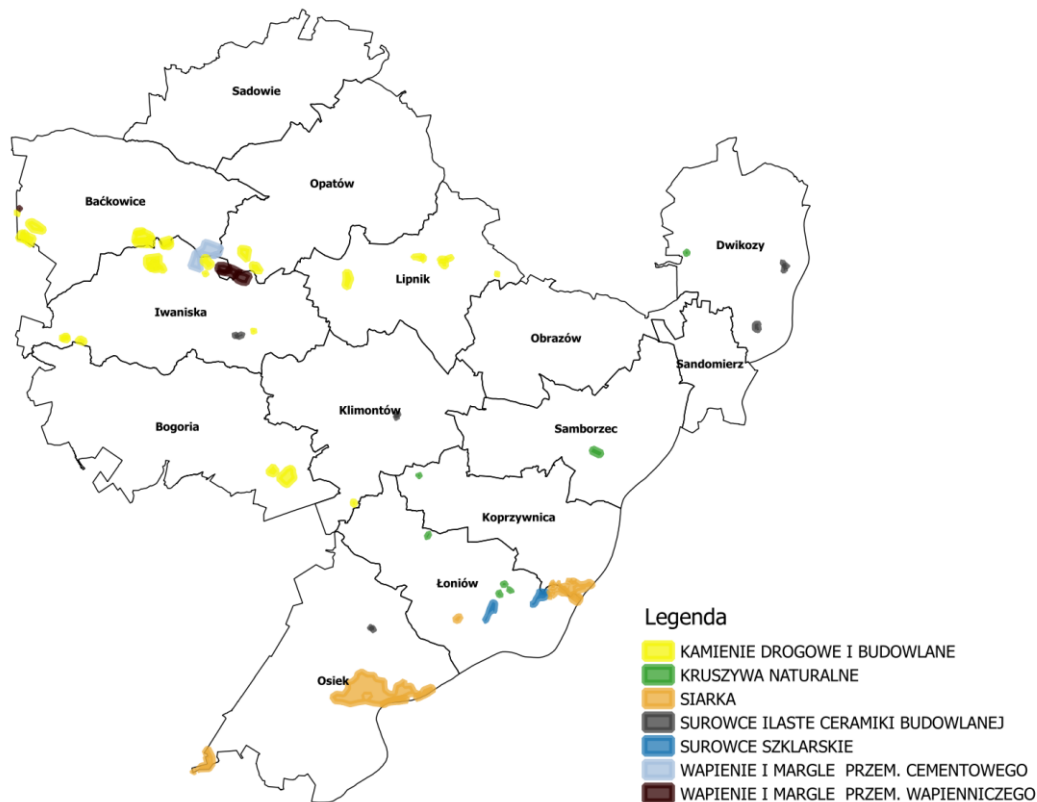 Sadowie
Opatów
Baćkowice
Dwikozy
Lipnik
Iwaniska
Obrazów
Sandomierz
Klimontów
Bogoria
Samborzec
Koprzywnica
Łoniów
Osiek
Legenda
KAMIENIE DROGOWE I BUDOWLANE
KRUSZYWA NATURALNE
SIARKA
SUROWCE ILASTE CERAMIKI BUDOWLANEJ
SUROWCE SZKLARSKIE
WAPIENIE I MARGLE PRZEM. CEMENTOWEGO
WAPIENIE I MARGLE PRZEM. WAPIENNICZEGO